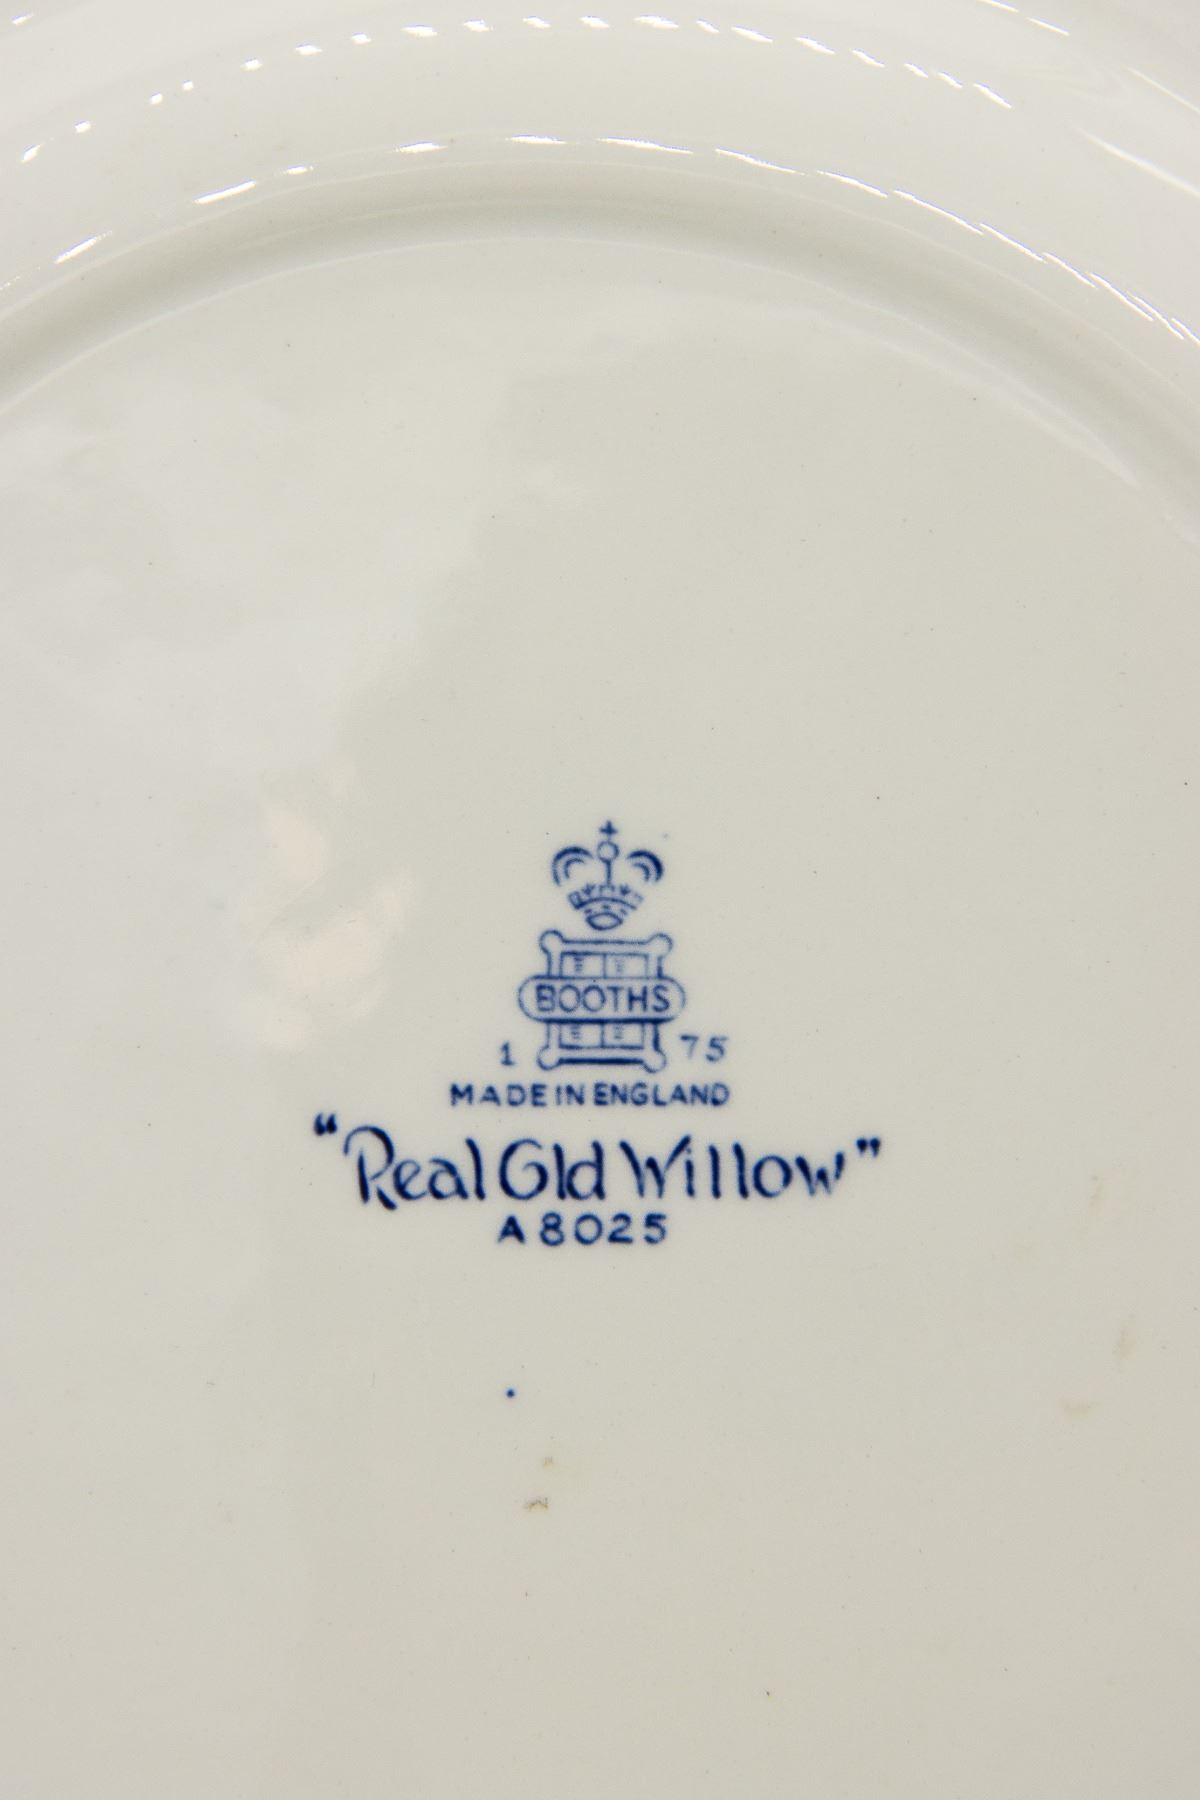 BOOTHS
1 75
MADE IN ENGLAND
"Real Old Willow"
A8025